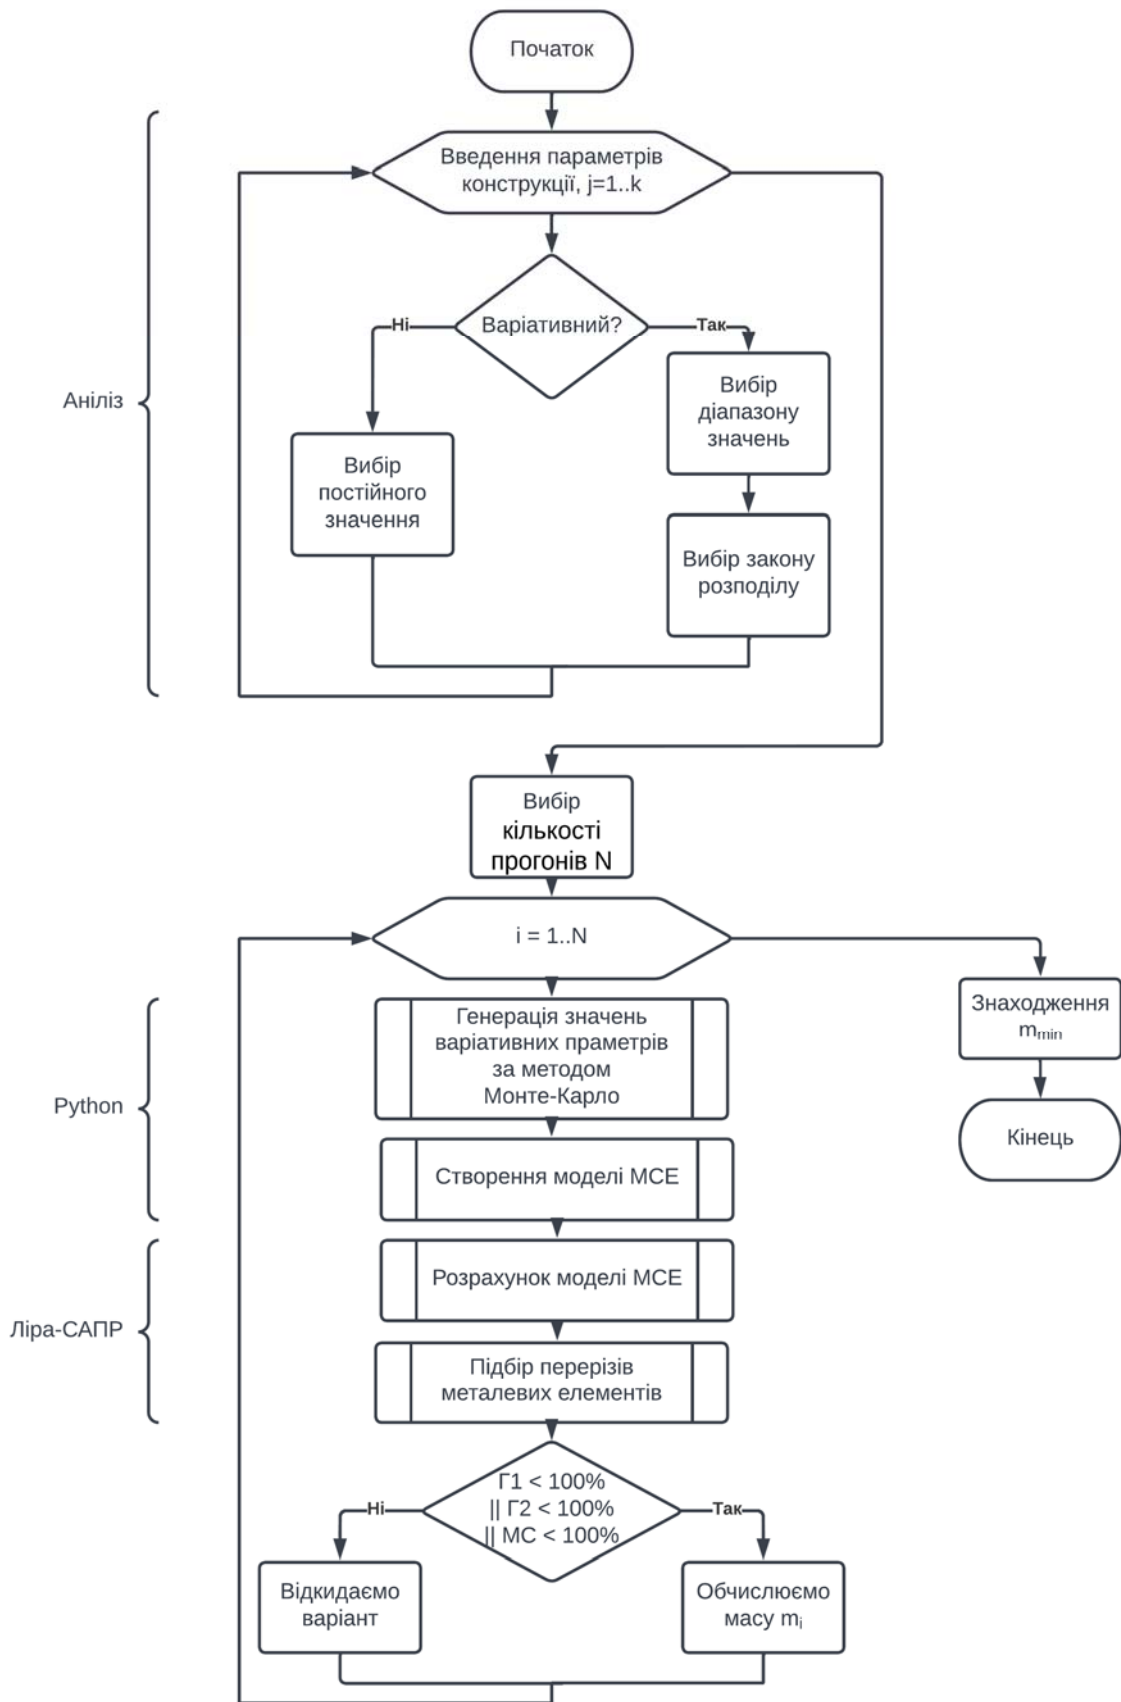 Початок
Введення параметрів
конструкції, j=1..k
Варіативний?
Ні
Так
Вибір
діапазону
значень
Аніліз
Вибір
постійного
значення
Вибір закону
розподілу
Вибір
кількості
прогонів N
i = 1..N
Знаходження
m_min
Генерація значень
варіативних праметрів
за методом
Монте-Карло
Python
Кінець
Створення моделі МСЕ
Розрахунок моделі МСЕ
Ліра-САПР
Підбір перерізів
металевих елементів
Г1 < 100%
|| Г2 < 100%
|| МС < 100%
Ні
Так
Відкидаємо
варіант
Обчислюємо
масу m_i